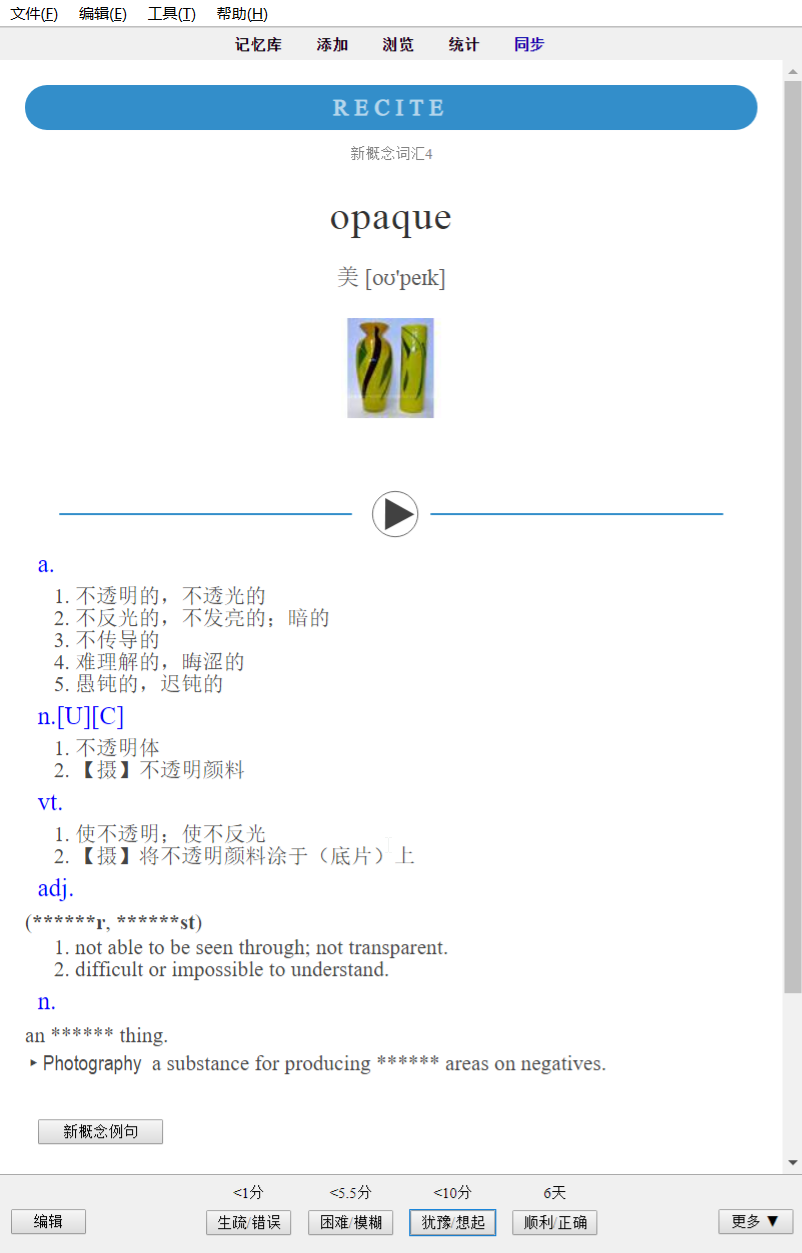 文件(F) 编辑(E) 工具(T) 帮助(H)
记忆库 添加 浏览 统计 同步
RECITE
新概念词汇4
opaque
美 [oʊ'peɪk]
a.
1. 不透明的，不透光的
2. 不反光的，不发亮的；暗的
3. 不传导的
4. 难理解的，晦涩的
5. 愚钝的，迟钝的
n.[U][C]
1. 不透明体
2. 【摄】不透明颜料
vt.
1. 使不透明；使不反光
2. 【摄】将不透明颜料涂于（底片）上
adj.
(******r, ******st)
1. not able to be seen through; not transparent.
2. difficult or impossible to understand.
n.
an ****** thing.
▸ Photography a substance for producing ****** areas on negatives.
新概念例句
<1分 <5.5分 <10分 6天
编辑 生疏/错误 困难/模糊 犹豫/想起 顺利/正确 更多 ▼